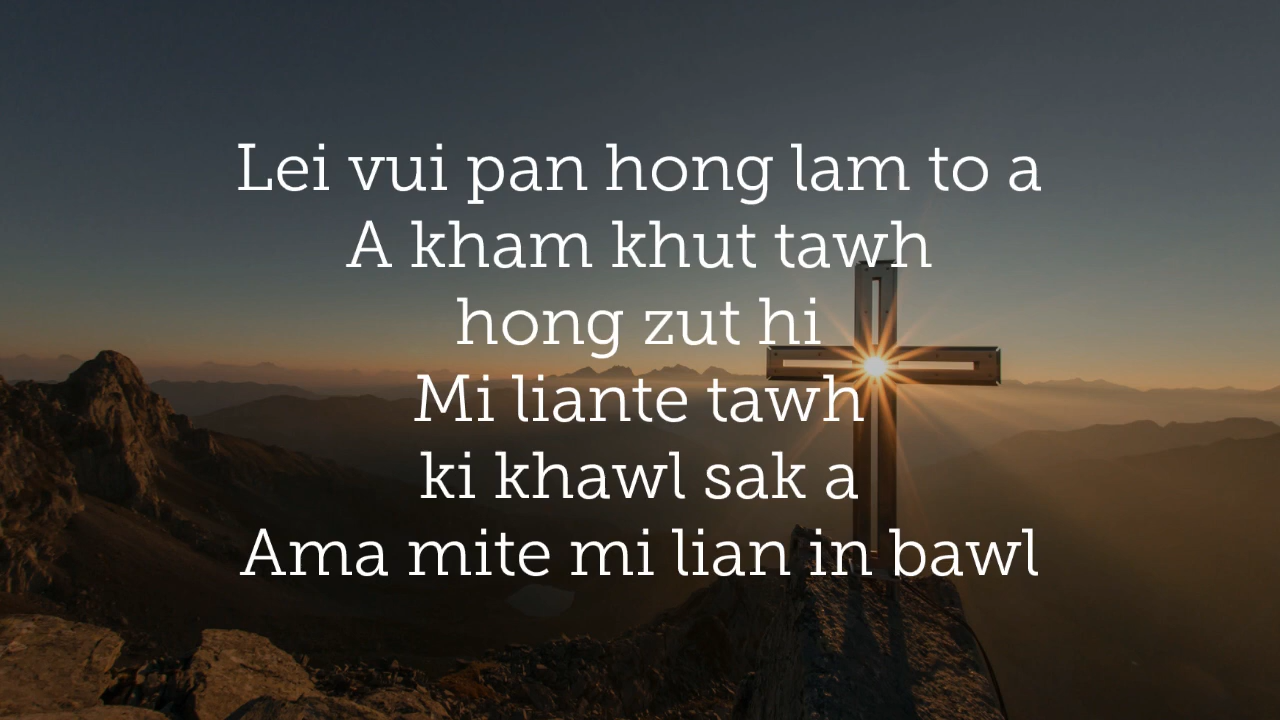 Lei vui pan hong lam to a
A kham khut tawh
hong zut hi
Mi liante tawh
ki khawl sak a
Ama mite mi lian in bawl